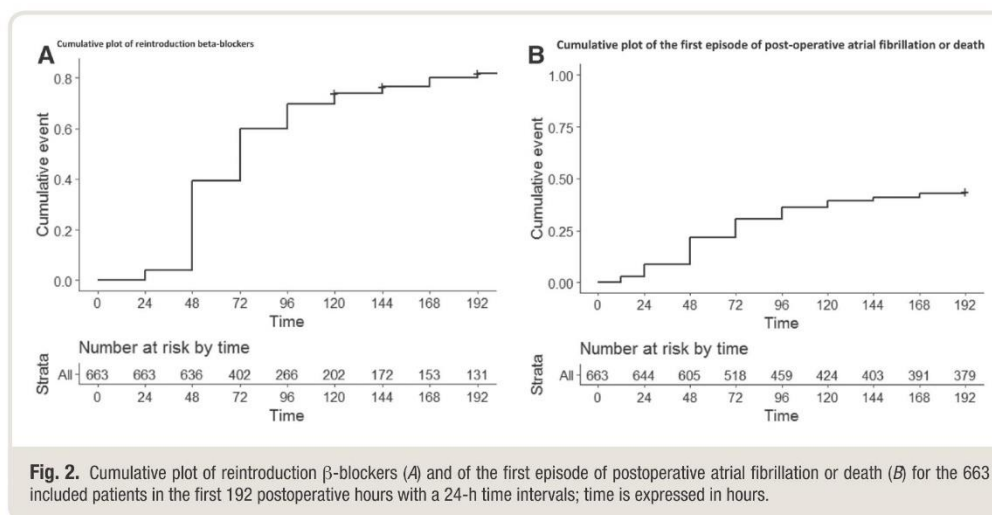 A Cumulative plot of reintroduction beta-blockers
Cumulative event
0.8
0.6
0.4
0.2
0.0
0 24 48 72 96 120 144 168 192
Time
Number at risk by time
Strata
All 663 663 636 402 266 202 172 153 131
0 24 48 72 96 120 144 168 192
Time
B Cumulative plot of the first episode of post-operative atrial fibrillation or death
Cumulative event
1.00
0.75
0.50
0.25
0.00
0 24 48 72 96 120 144 168 192
Time
Number at risk by time
Strata
All 663 644 605 518 459 424 403 391 379
0 24 48 72 96 120 144 168 192
Time
Fig. 2. Cumulative plot of reintroduction β-blockers (A) and of the first episode of postoperative atrial fibrillation or death (B) for the 663
included patients in the first 192 postoperative hours with a 24-h time intervals; time is expressed in hours.